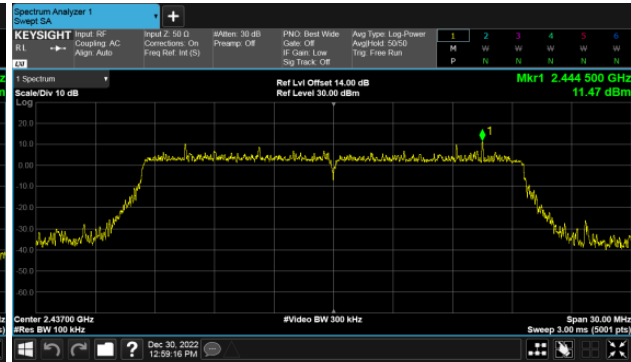 Spectrum Analyzer 1
Swept SA
+
KEYSIGHT
RL
Input: RF
Coupling: AC
Align: Auto
Input Z: 50 Ω
Corrections: On
Freq Ref: Int (S)
#Atten: 30 dB
Preamp: Off
PNO: Best Wide
Gate: Off
IF Gain: Low
Sig Track: Off
Avg Type: Log-Power
Avg|Hold: 50/50
Trig: Free Run
1 2 3 4 5 6
M W W W W W
P N N N N N
LXI
1 Spectrum
Scale/Div 10 dB
Ref Lvl Offset 14.00 dB
Ref Level 30.00 dBm
Mkr1 2.444 500 GHz
11.47 dBm
Log
1
20.0
10.0
0.00
-10.0
-20.0
-30.0
-40.0
-50.0
Center 2.43700 GHz
#Res BW 100 kHz
#Video BW 300 kHz
Span 30.00 MHz
Sweep 3.00 ms (5001 pts)
?
Dec 30, 2022
12:59:16 PM